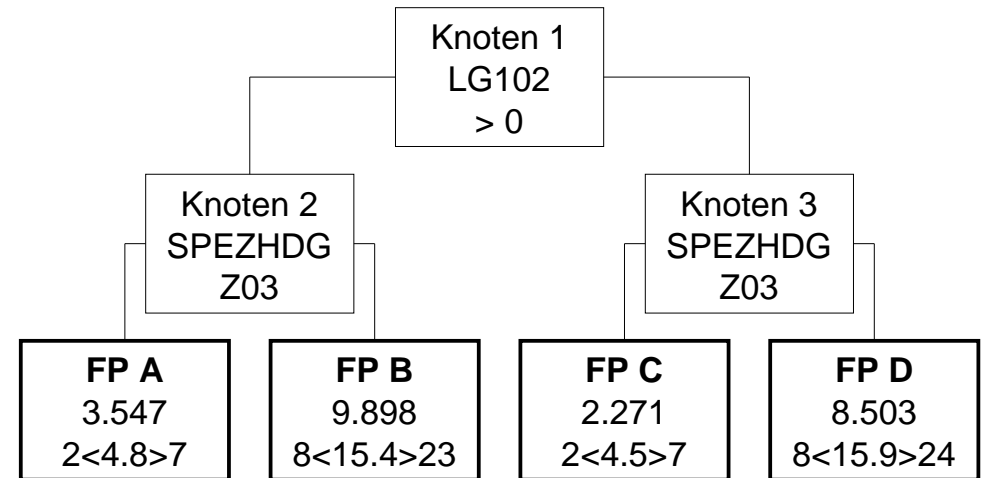 Knoten 1
LG102
> 0
Knoten 2
SPEZHDG
Z03
Knoten 3
SPEZHDG
Z03
FP A
3.547
2<4.8>7
FP B
9.898
8<15.4>23
FP C
2.271
2<4.5>7
FP D
8.503
8<15.9>24